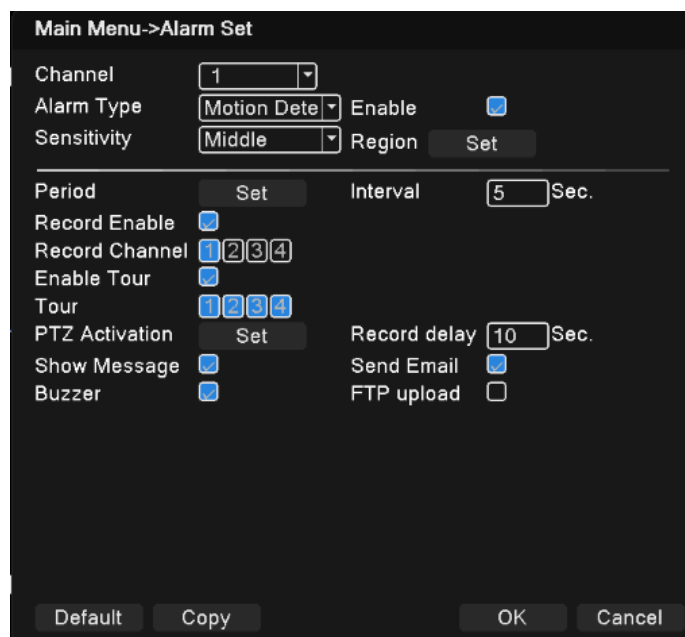 Main Menu->Alarm Set
Channel 1
Alarm Type Motion Dete Enable
Sensitivity Middle Region Set
Period Set Interval 5 Sec.
Record Enable
Record Channel 1 2 3 4
Enable Tour
Tour 1 2 3 4
PTZ Activation Set Record delay 10 Sec.
Show Message Send Email
Buzzer FTP upload
Default Copy OK Cancel